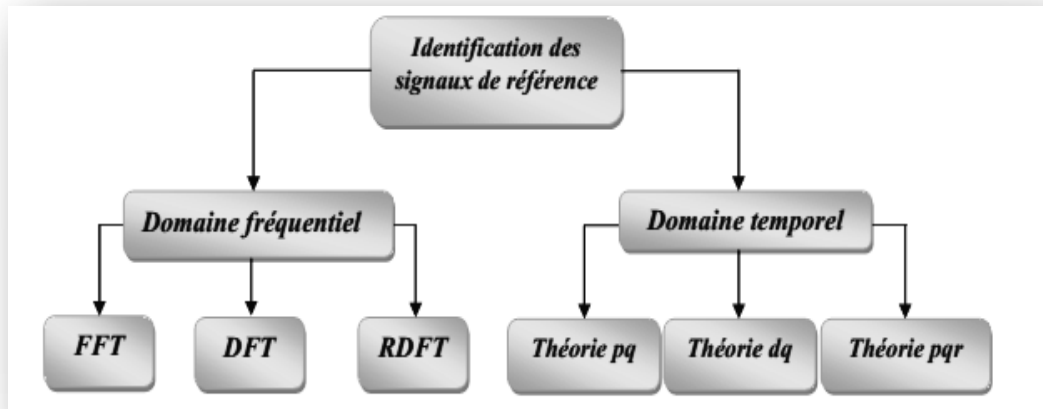 Identification des
signaux de référence
Domaine fréquentiel
Domaine temporel
FFT
DFT
RDFT
Théorie pq
Théorie dq
Théorie pqr